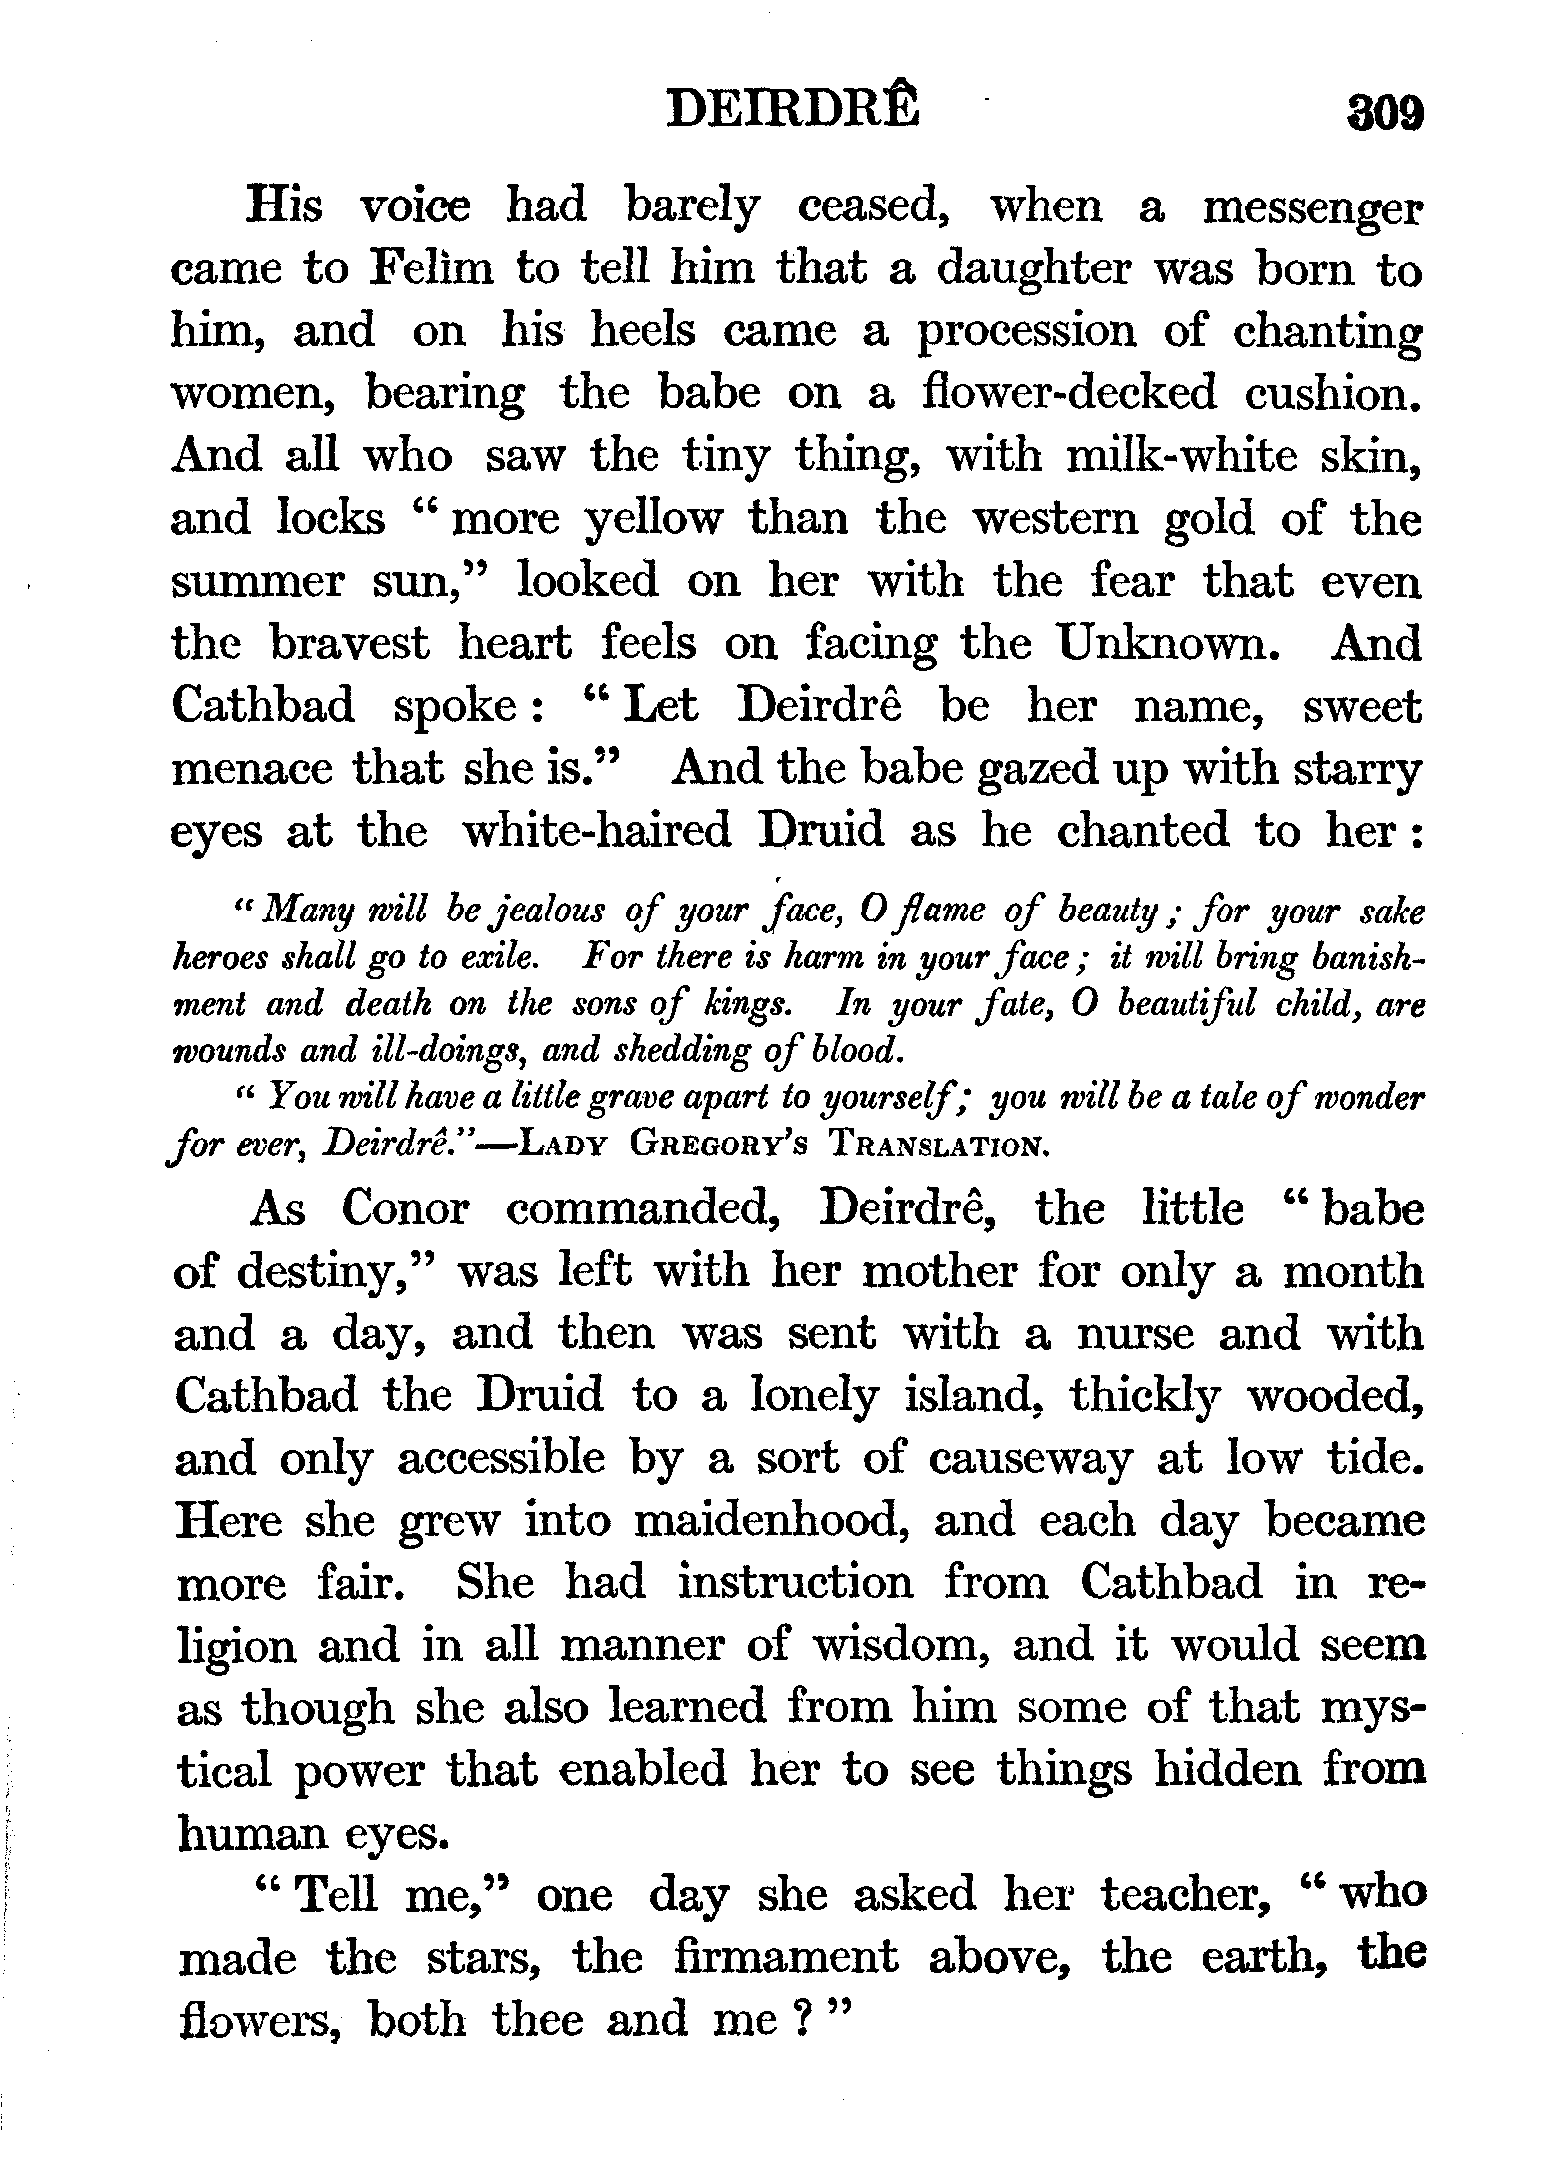 DEIRDRÊ 309
His voice had barely ceased, when a messenger
came to Felim to tell him that a daughter was born to
him, and on his heels came a procession of chanting
women, bearing the babe on a flower-decked cushion.
And all who saw the tiny thing, with milk-white skin,
and locks “ more yellow than the western gold of the
summer sun,” looked on her with the fear that even
the bravest heart feels on facing the Unknown. And
Cathbad spoke : “ Let Deirdrê be her name, sweet
menace that she is.” And the babe gazed up with starry
eyes at the white-haired Druid as he chanted to her :
“ Many will be jealous of your face, O flame of beauty ; for your sake
heroes shall go to exile. For there is harm in your face ; it will bring banish-
ment and death on the sons of kings. In your fate, O beautiful child, are
wounds and ill-doings, and shedding of blood.
“ You will have a little grave apart to yourself ; you will be a tale of wonder
for ever, Deirdrê.”—LADY GREGORY’S TRANSLATION.
As Conor commanded, Deirdrê, the little “ babe
of destiny,” was left with her mother for only a month
and a day, and then was sent with a nurse and with
Cathbad the Druid to a lonely island, thickly wooded,
and only accessible by a sort of causeway at low tide.
Here she grew into maidenhood, and each day became
more fair. She had instruction from Cathbad in re-
ligion and in all manner of wisdom, and it would seem
as though she also learned from him some of that mys-
tical power that enabled her to see things hidden from
human eyes.
“ Tell me,” one day she asked her teacher, “ who
made the stars, the firmament above, the earth, the
flowers, both thee and me ? ”